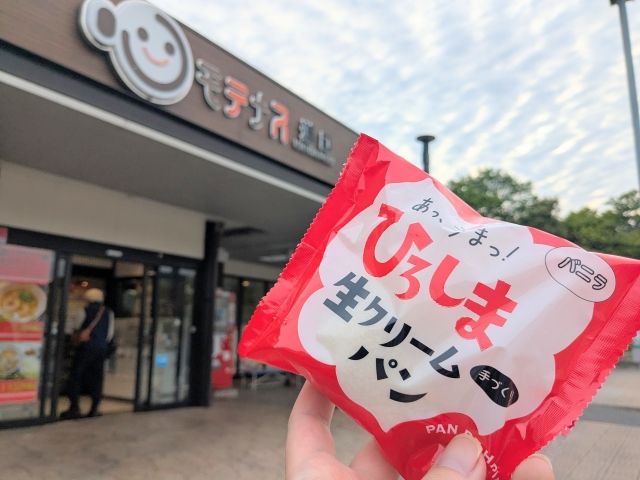 モテナス
あっ、うまっ!
ひろしま
生クリーム
パン
手づくり
バニラ
PAN